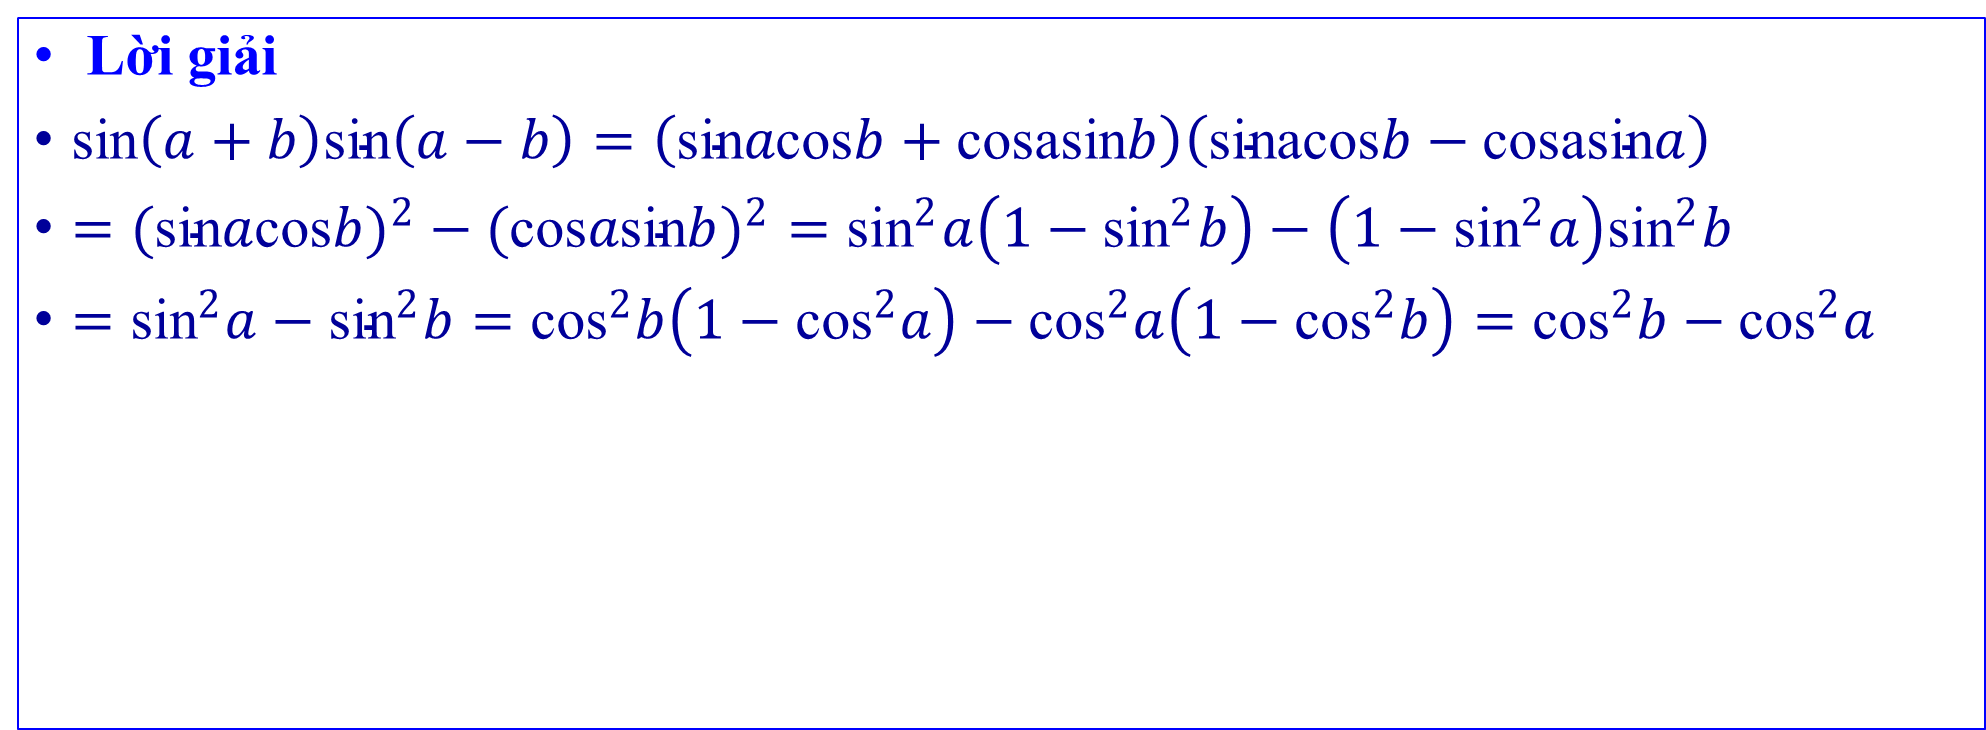 • Lời giải
• sin(a + b)sin(a − b) = (sinacosb + cosasinb)(sinacosb − cosasina)
• = (sinacosb)² − (cosasinb)² = sin²a(1 − sin²b) − (1 − sin²a)sin²b
• = sin²a − sin²b = cos²b(1 − cos²a) − cos²a(1 − cos²b) = cos²b − cos²a